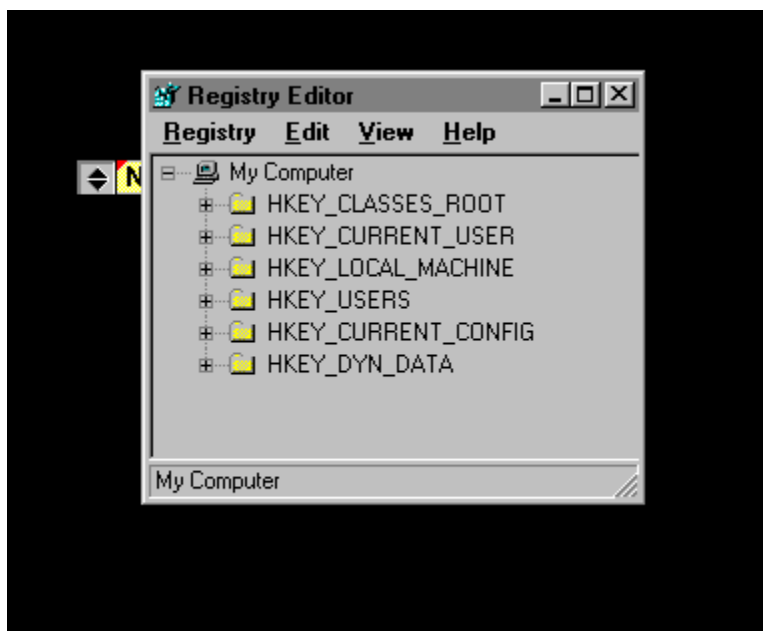 Registry Editor
Registry Edit View Help
N
My Computer
HKEY_CLASSES_ROOT
HKEY_CURRENT_USER
HKEY_LOCAL_MACHINE
HKEY_USERS
HKEY_CURRENT_CONFIG
HKEY_DYN_DATA
My Computer